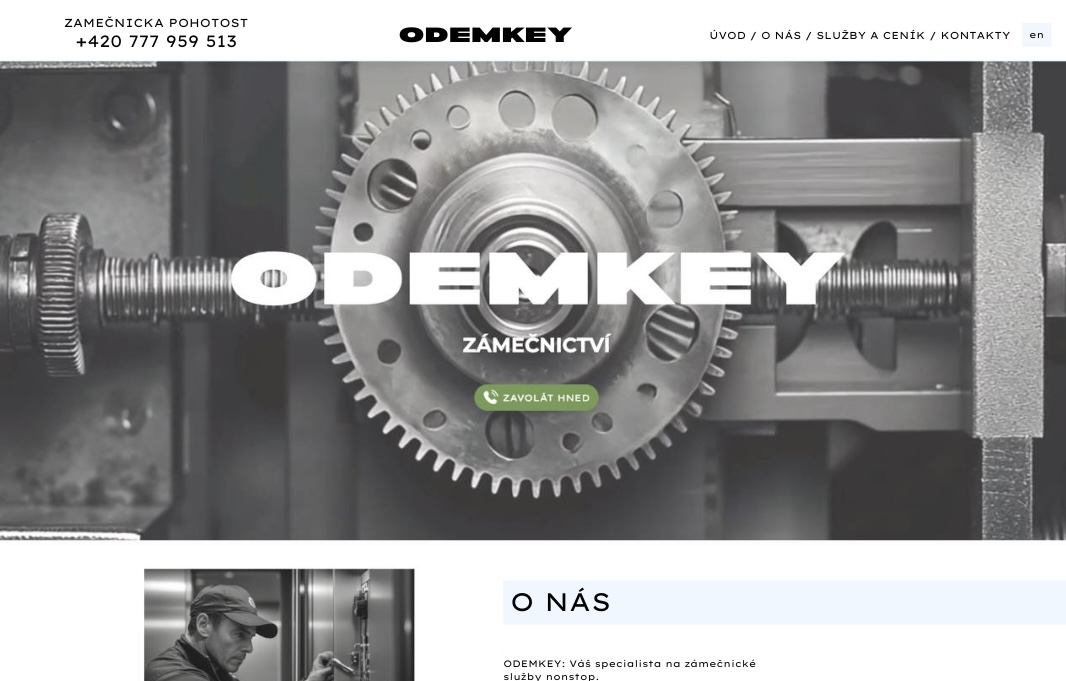 ZAMEČNICKA POHOTOST
+420 777 959 513
ODEMKEY
ÚVOD / O NÁS / SLUŽBY A CENÍK / KONTAKTY
en
ODEMKEY
ZÁMEČNICTVÍ
ZAVOLÁT HNED
O NÁS
ODEMKEY: Váš specialista na zámečnické
služby nonstop.